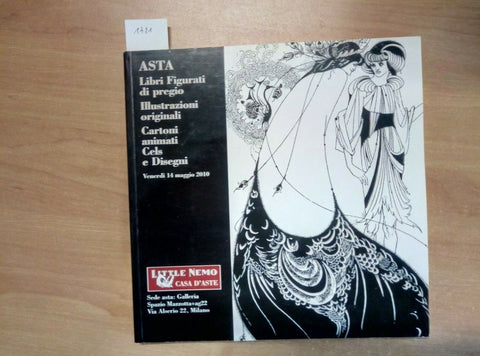 1421
ASTA
Libri Figurati
di pregio
Illustrazioni
originali
Cartoni
animati
Cels
e Disegni
Venerdì 14 maggio 2010
LITTLE NEMO
CASA D'ASTE
Sede asta: Galleria
Spazio Mazzotta•ag22
Via Alserio 22, Milano